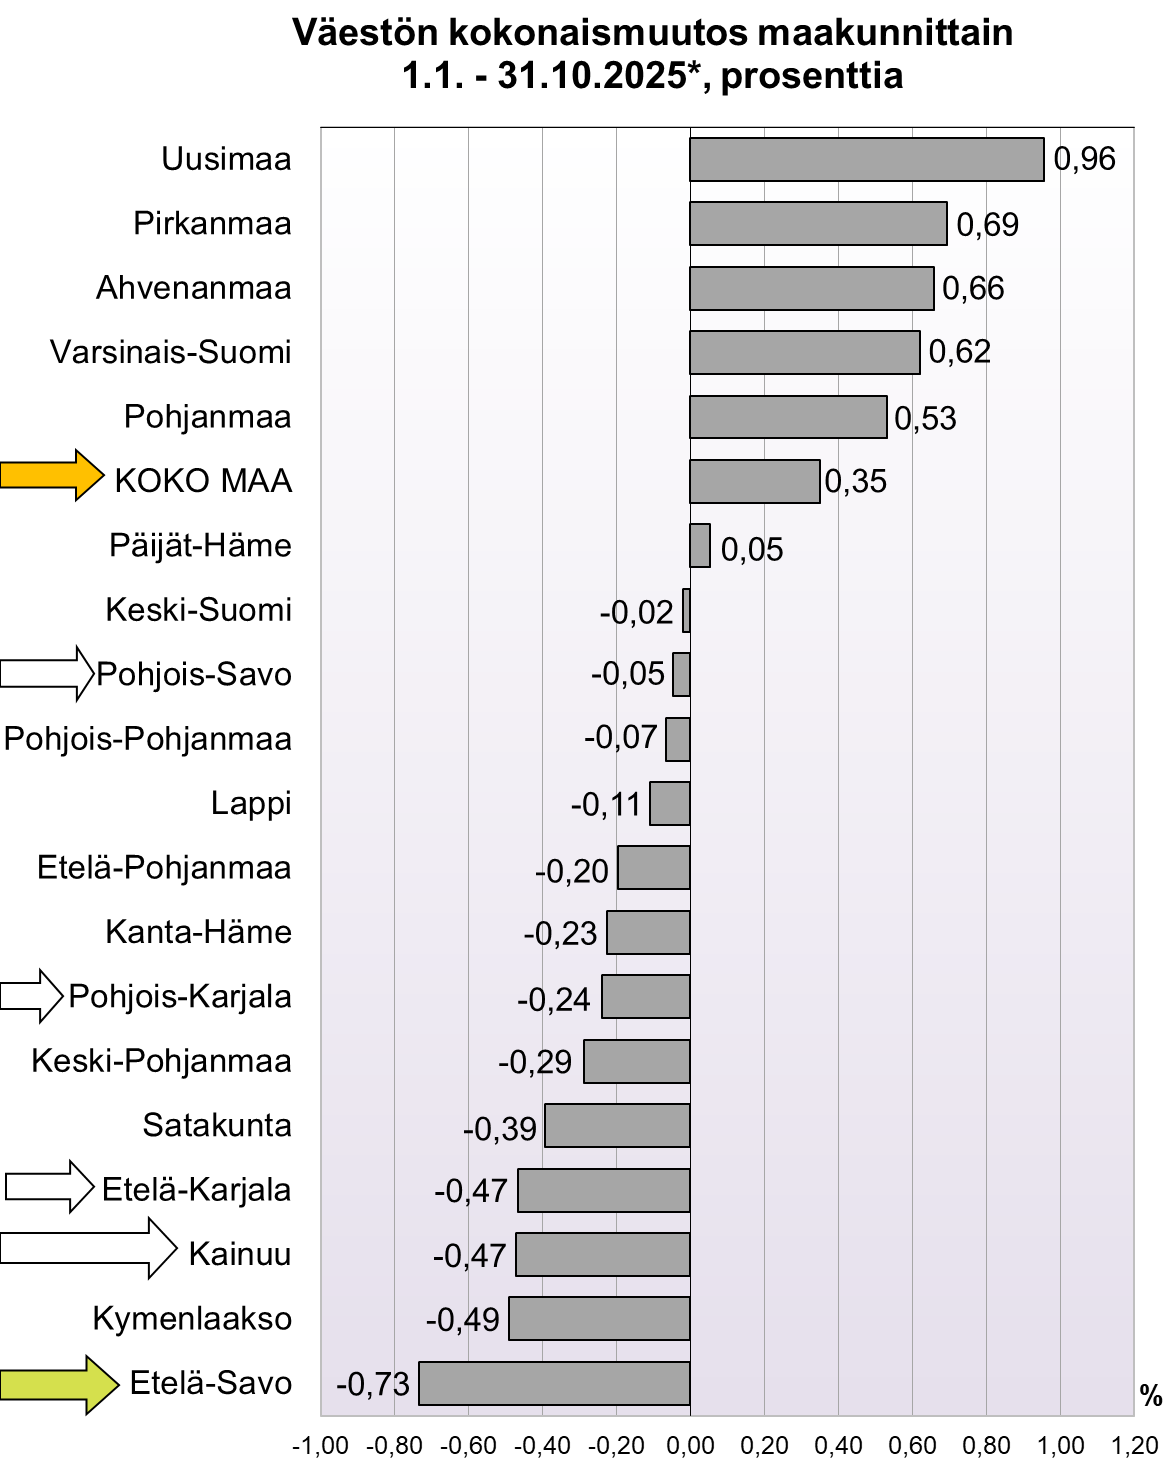 Väestön kokonaismuutos maakunnittain
1.1. - 31.10.2025*, prosenttia
Uusimaa 0,96
Pirkanmaa 0,69
Ahvenanmaa 0,66
Varsinais-Suomi 0,62
Pohjanmaa 0,53
KOKO MAA 0,35
Päijät-Häme 0,05
Keski-Suomi -0,02
Pohjois-Savo -0,05
Pohjois-Pohjanmaa -0,07
Lappi -0,11
Etelä-Pohjanmaa -0,20
Kanta-Häme -0,23
Pohjois-Karjala -0,24
Keski-Pohjanmaa -0,29
Satakunta -0,39
Etelä-Karjala -0,47
Kainuu -0,47
Kymenlaakso -0,49
Etelä-Savo -0,73
%
-1,00 -0,80 -0,60 -0,40 -0,20 0,00 0,20 0,40 0,60 0,80 1,00 1,20